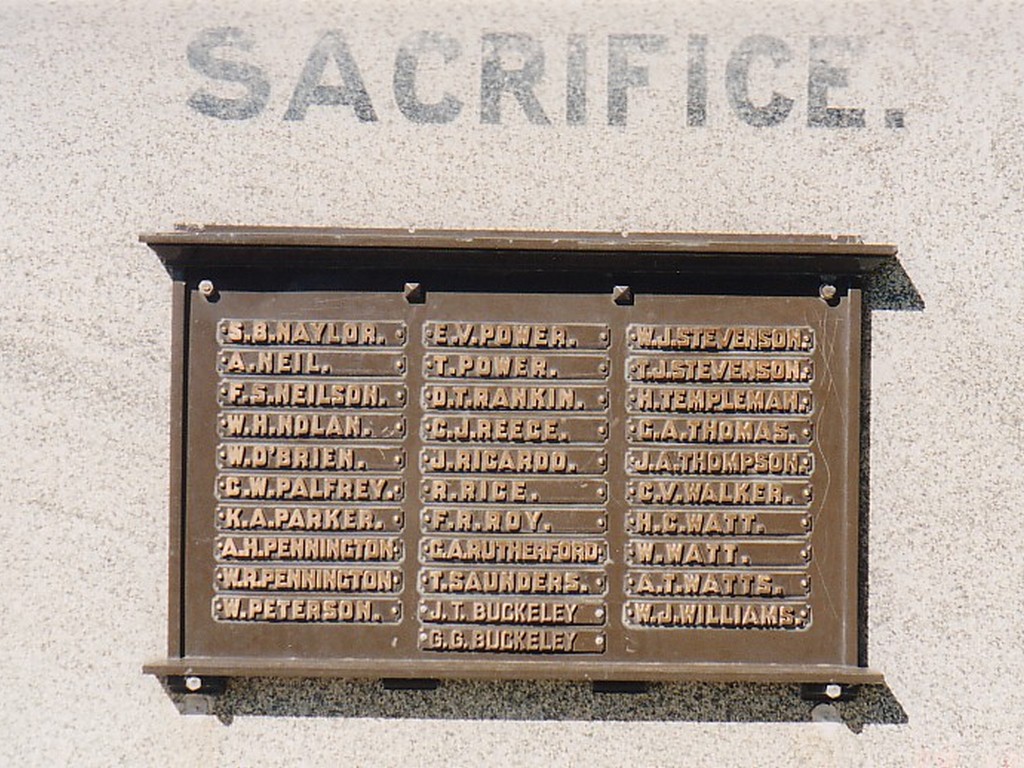 SACRIFICE.
S.B.NAYLOR.
A.NEIL.
F.S.NEILSON.
W.H.NOLAN.
W.O'BRIEN.
C.W.PALFREY.
K.A.PARKER.
A.H.PENNINGTON
W.R.PENNINGTON
W.PETERSON.
E.V.POWER.
T.POWER.
D.T.RANKIN.
C.J.REECE.
J.RICARDO.
R.RICE.
F.R.ROY.
G.A.RUTHERFORD.
T.SAUNDERS.
J.T. BUCKELEY
G.G. BUCKELEY
W.J.STEVENSON.
T.J.STEVENSON.
H.TEMPLEMAN.
G.A.THOMAS.
J.A.THOMPSON.
C.V.WALKER.
H.C.WATT.
W.WATT.
A.T.WATTS.
W.J.WILLIAMS.